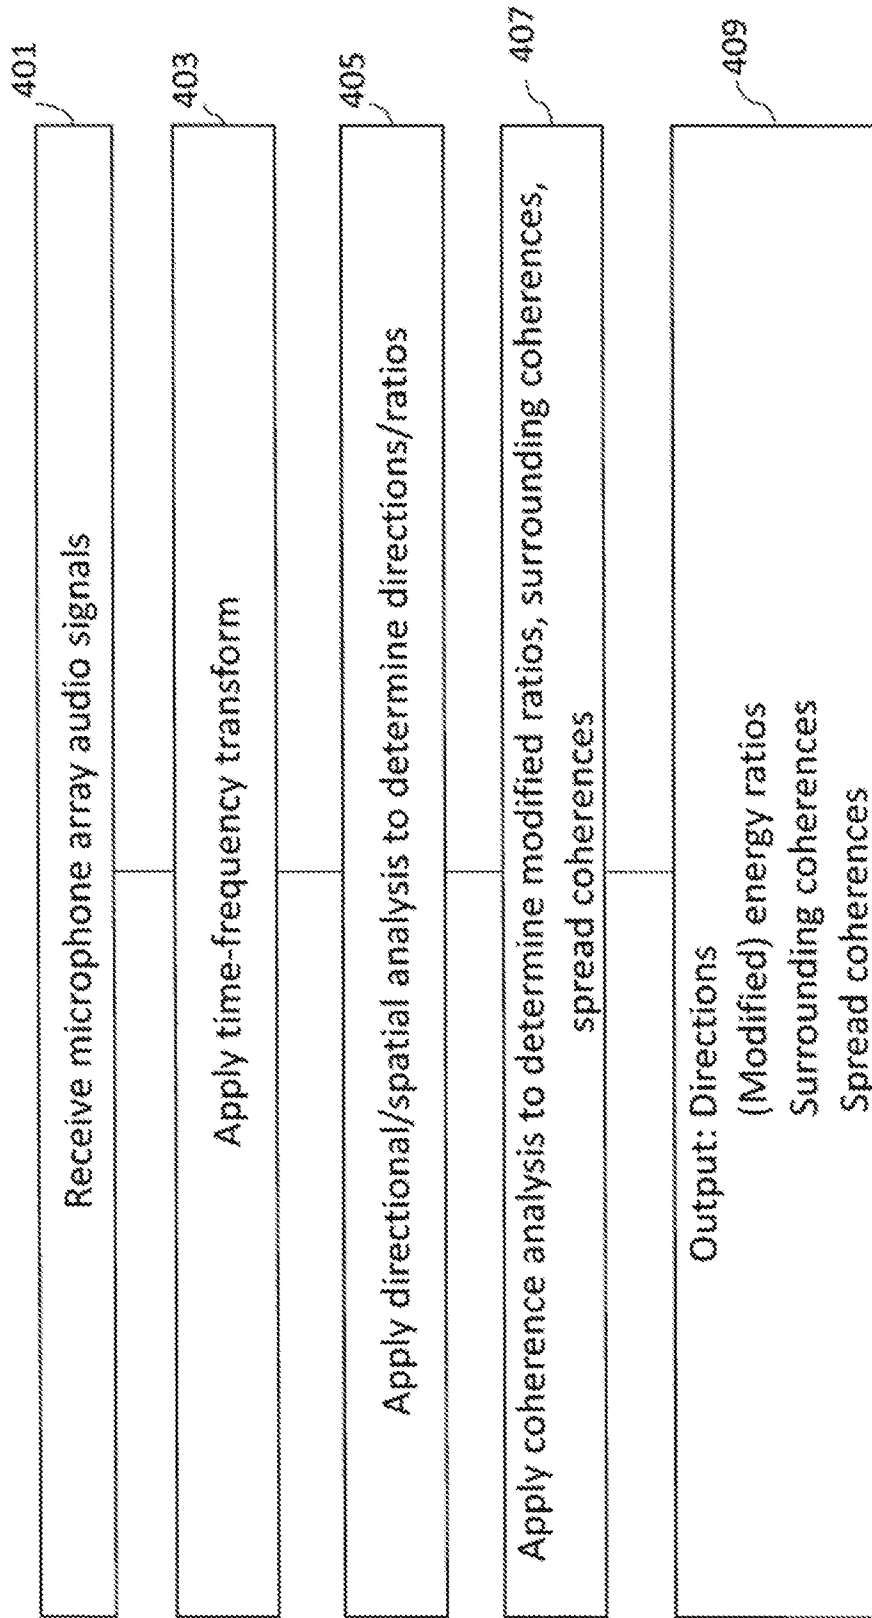 401
Receive microphone array audio signals
403
Apply time-frequency transform
405
Apply directional/spatial analysis to determine directions/ratios
407
Apply coherence analysis to determine modified ratios, surrounding coherences,
spread coherences
409
Output: Directions
(Modified) energy ratios
Surrounding coherences
Spread coherences